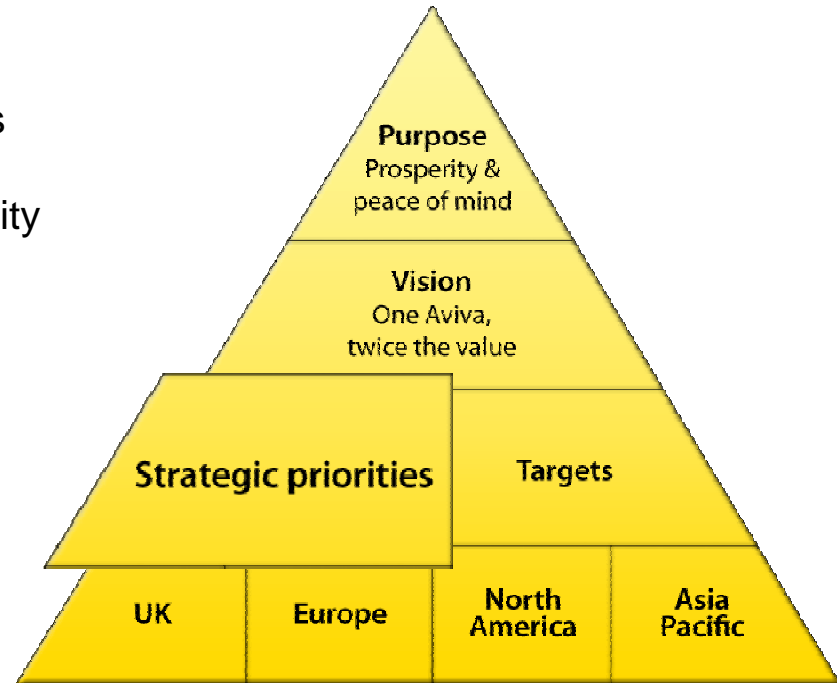 s
Purpose
Prosperity &
peace of mind
ity
Vision
One Aviva,
twice the value
Strategic priorities
Targets
UK
Europe
North
America
Asia
Pacific